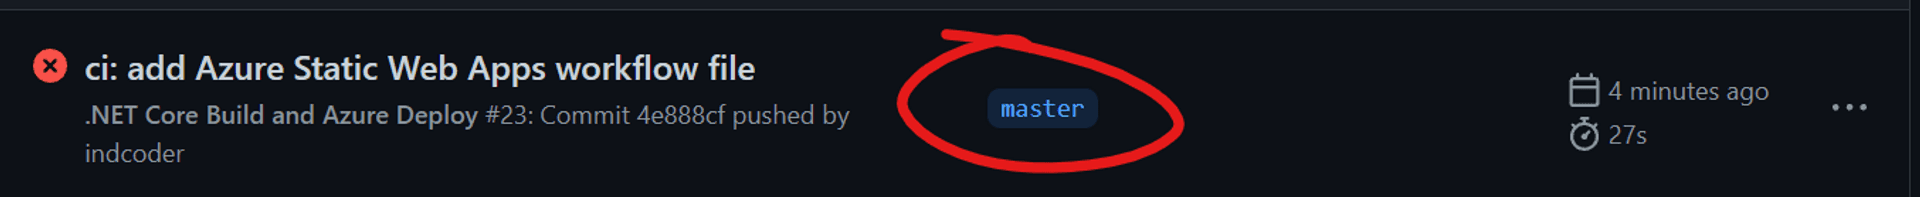 ci: add Azure Static Web Apps workflow file
.NET Core Build and Azure Deploy #23: Commit 4e888cf pushed by
indcoder
master
4 minutes ago
27s